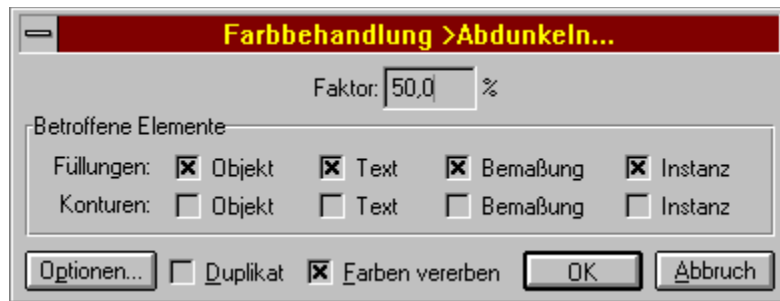 Farbbehandlung >Abdunkeln...
Faktor: 50,0 %
Betroffene Elemente
Füllungen: Objekt Text Bemaßung Instanz
Konturen: Objekt Text Bemaßung Instanz
Optionen... Duplikat Farben vererben OK Abbruch